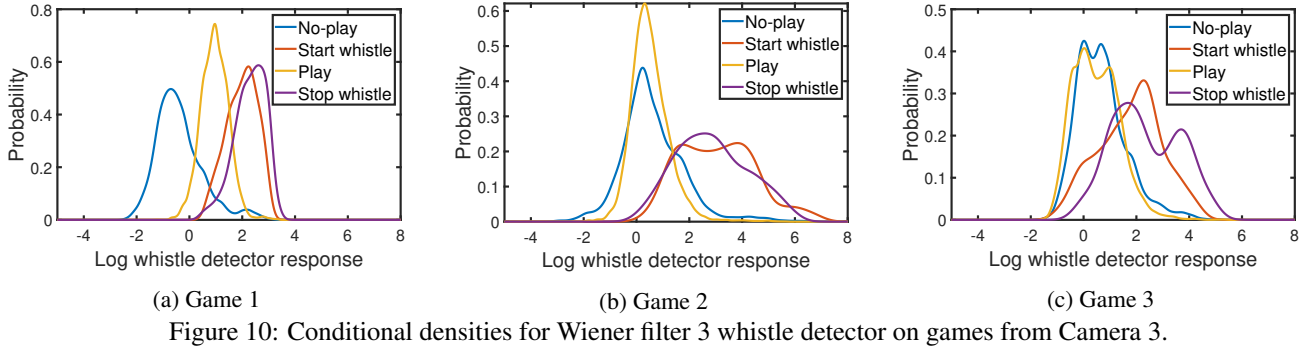 0.8
0.6
0.4
0.2
0
Probability
-4 -2 0 2 4 6 8
Log whistle detector response
No-play
Start whistle
Play
Stop whistle
(a) Game 1
0.6
0.5
0.4
0.3
0.2
0.1
0
Probability
-4 -2 0 2 4 6 8
Log whistle detector response
No-play
Start whistle
Play
Stop whistle
(b) Game 2
0.5
0.4
0.3
0.2
0.1
0
Probability
-4 -2 0 2 4 6 8
Log whistle detector response
No-play
Start whistle
Play
Stop whistle
(c) Game 3
Figure 10: Conditional densities for Wiener filter 3 whistle detector on games from Camera 3.